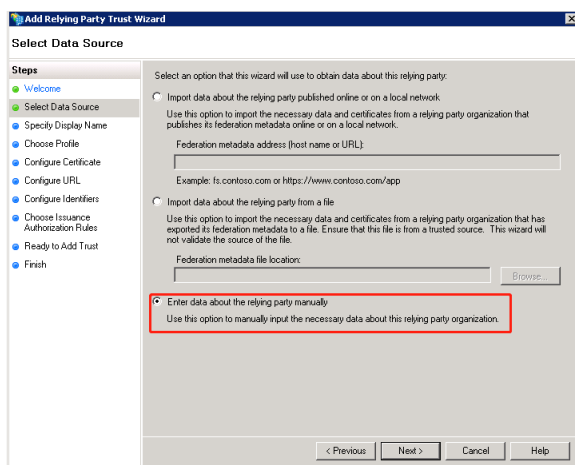 Add Relying Party Trust Wizard
Select Data Source
Steps
Welcome
Select Data Source
Specify Display Name
Choose Profile
Configure Certificate
Configure URL
Configure Identifiers
Choose Issuance
Authorization Rules
Ready to Add Trust
Finish
Select an option that this wizard will use to obtain data about this relying party:
Import data about the relying party published online or on a local network
Use this option to import the necessary data and certificates from a relying party organization that
publishes its federation metadata online or on a local network.
Federation metadata address (host name or URL):
Example: fs.contoso.com or https://www.contoso.com/app
Import data about the relying party from a file
Use this option to import the necessary data and certificates from a relying party organization that has
exported its federation metadata to a file. Ensure that this file is from a trusted source. This wizard will
not validate the source of the file.
Federation metadata file location:
Browse...
Enter data about the relying party manually
Use this option to manually input the necessary data about this relying party organization.
< Previous
Next >
Cancel
Help